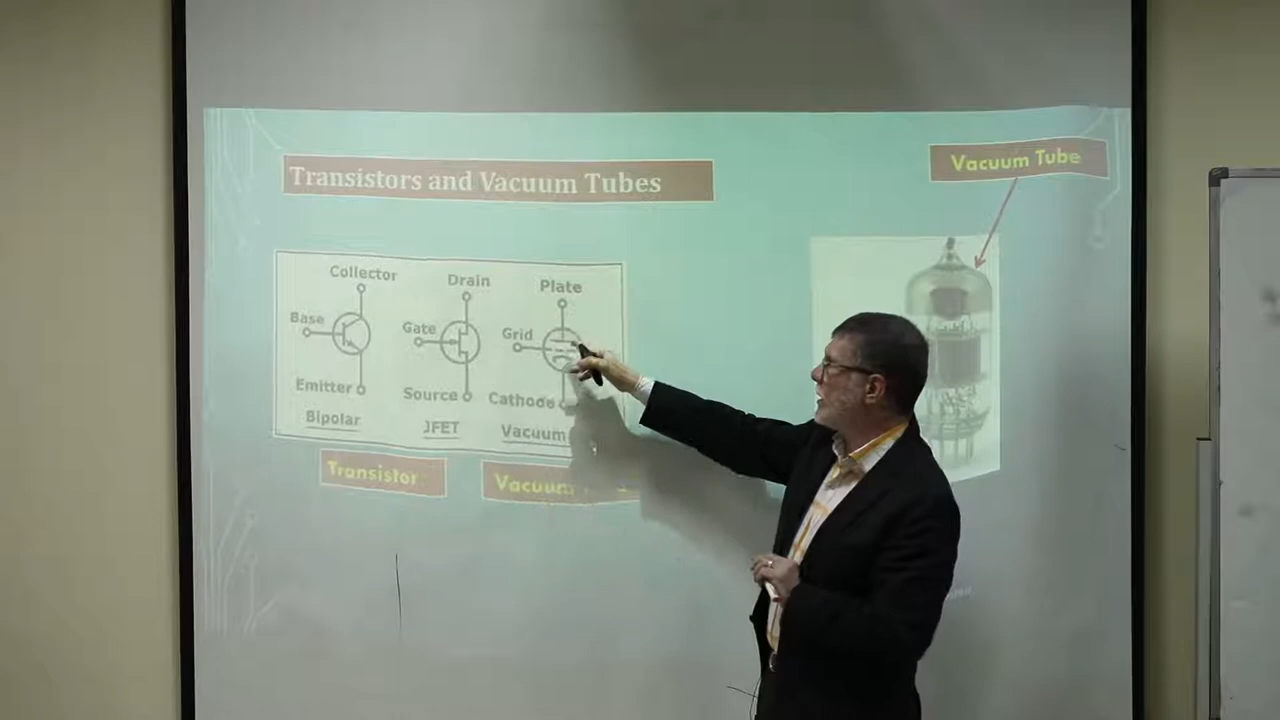 Transistors and Vacuum Tubes
Vacuum Tube
Collector
Drain
Plate
Base
Gate
Grid
Emitter
Source
Cathode
Bipolar
JFET
Vacuum
Transistor
Vacuum